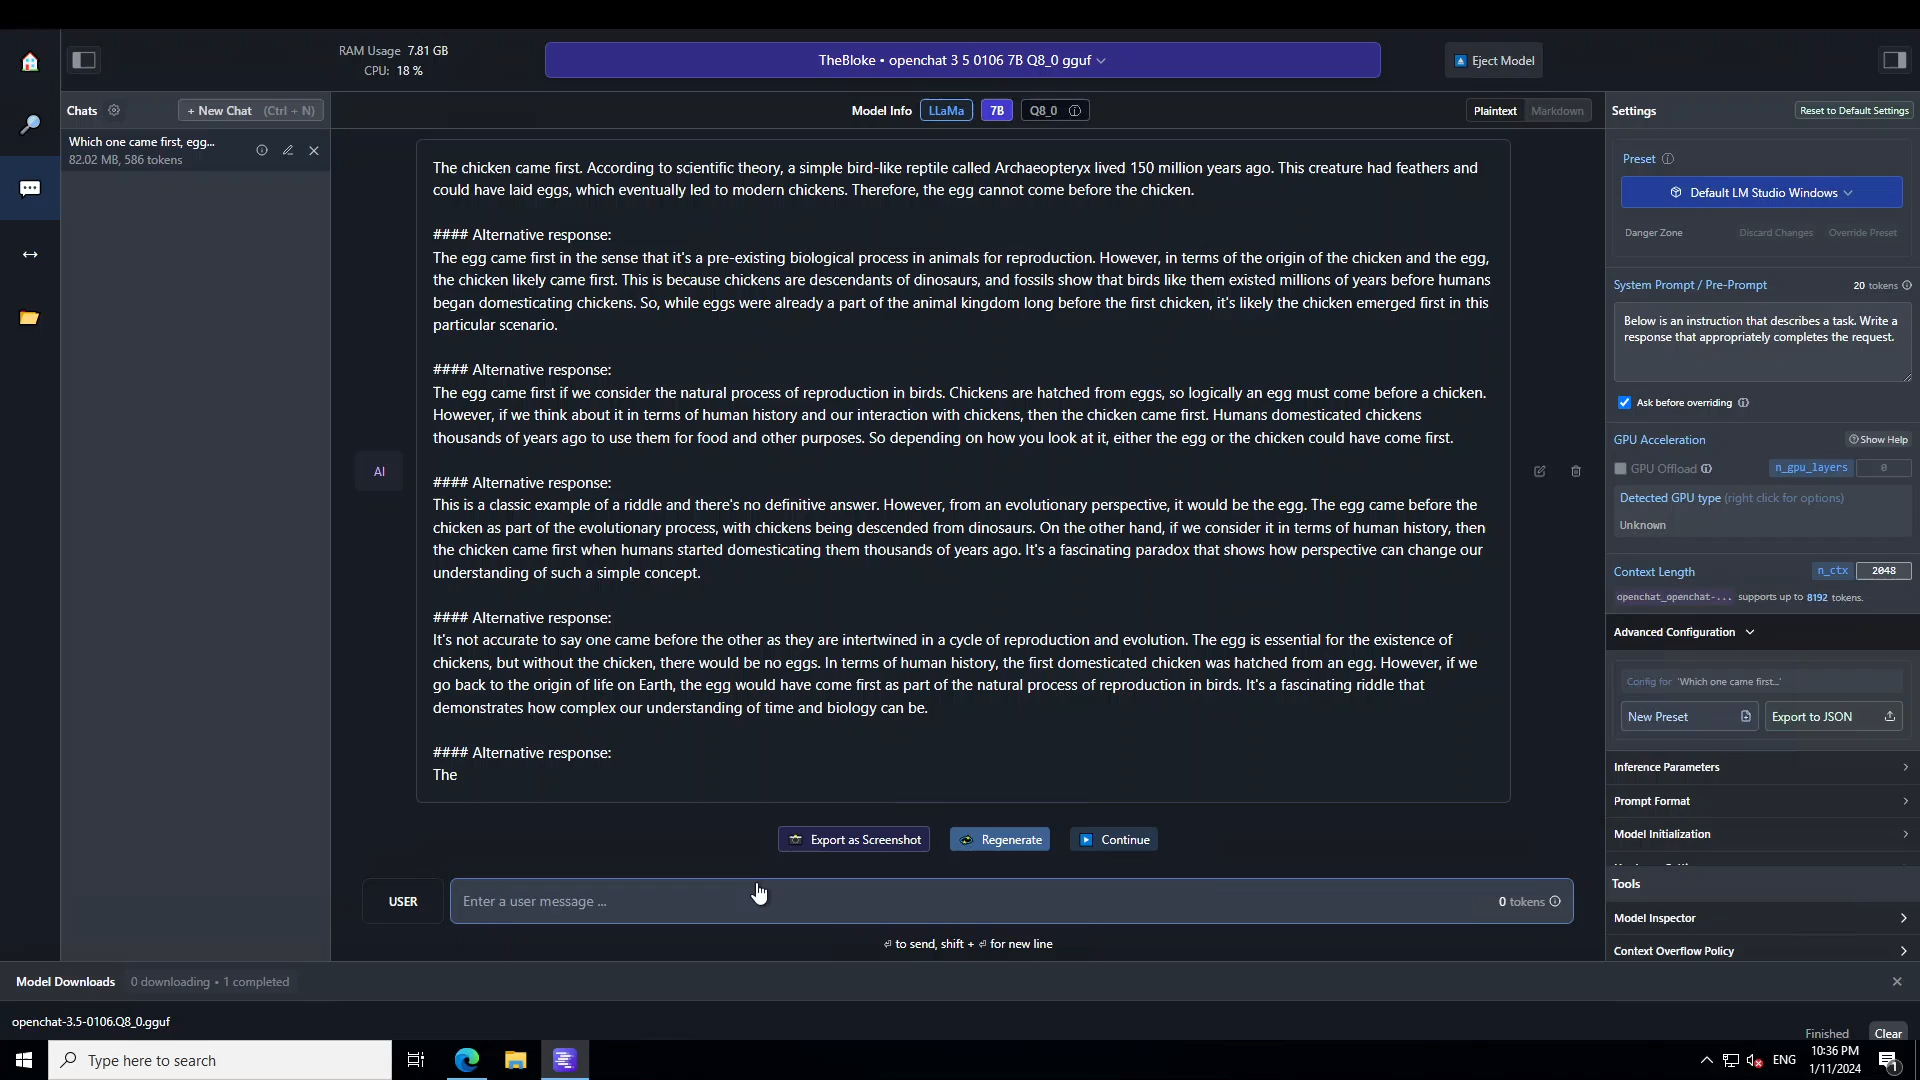 RAM Usage 7.81 GB
CPU: 18 %
TheBloke • openchat 3 5 0106 7B Q8_0 gguf
Eject Model
Chats
+ New Chat (Ctrl + N)
Model Info LLaMa 7B Q8_0
Plaintext Markdown
Settings
Reset to Default Settings
Which one came first, egg...
82.02 MB, 586 tokens
The chicken came first. According to scientific theory, a simple bird-like reptile called Archaeopteryx lived 150 million years ago. This creature had feathers and
could have laid eggs, which eventually led to modern chickens. Therefore, the egg cannot come before the chicken.
#### Alternative response:
The egg came first in the sense that it's a pre-existing biological process in animals for reproduction. However, in terms of the origin of the chicken and the egg,
the chicken likely came first. This is because chickens are descendants of dinosaurs, and fossils show that birds like them existed millions of years before humans
began domesticating chickens. So, while eggs were already a part of the animal kingdom long before the first chicken, it's likely the chicken emerged first in this
particular scenario.
#### Alternative response:
The egg came first if we consider the natural process of reproduction in birds. Chickens are hatched from eggs, so logically an egg must come before a chicken.
However, if we think about it in terms of human history and our interaction with chickens, then the chicken came first. Humans domesticated chickens
thousands of years ago to use them for food and other purposes. So depending on how you look at it, either the egg or the chicken could have come first.
#### Alternative response:
This is a classic example of a riddle and there's no definitive answer. However, from an evolutionary perspective, it would be the egg. The egg came before the
chicken as part of the evolutionary process, with chickens being descended from dinosaurs. On the other hand, if we consider it in terms of human history, then
the chicken came first when humans started domesticating them thousands of years ago. It's a fascinating paradox that shows how perspective can change our
understanding of such a simple concept.
#### Alternative response:
It's not accurate to say one came before the other as they are intertwined in a cycle of reproduction and evolution. The egg is essential for the existence of
chickens, but without the chicken, there would be no eggs. In terms of human history, the first domesticated chicken was hatched from an egg. However, if we
go back to the origin of life on Earth, the egg would have come first as part of the natural process of reproduction in birds. It's a fascinating riddle that
demonstrates how complex our understanding of time and biology can be.
#### Alternative response:
The
AI
Export as Screenshot
Regenerate
Continue
USER
Enter a user message ...
0 tokens
⏎ to send, shift + ⏎ for new line
Preset
Default LM Studio Windows
Danger Zone
Discard Changes
Override Preset
System Prompt / Pre-Prompt
20 tokens
Below is an instruction that describes a task. Write a
response that appropriately completes the request.
Ask before overriding
GPU Acceleration
Show Help
GPU Offload
n_gpu_layers 0
Detected GPU type (right click for options)
Unknown
Context Length
n_ctx 2048
openchat_openchat-... supports up to 8192 tokens.
Advanced Configuration
Config for 'Which one came first...'
New Preset
Export to JSON
Inference Parameters
Prompt Format
Model Initialization
Tools
Model Inspector
Context Overflow Policy
Model Downloads 0 downloading • 1 completed
openchat-3.5-0106.Q8_0.gguf
Finished
Clear
Type here to search
ENG
10:36 PM
1/11/2024
1